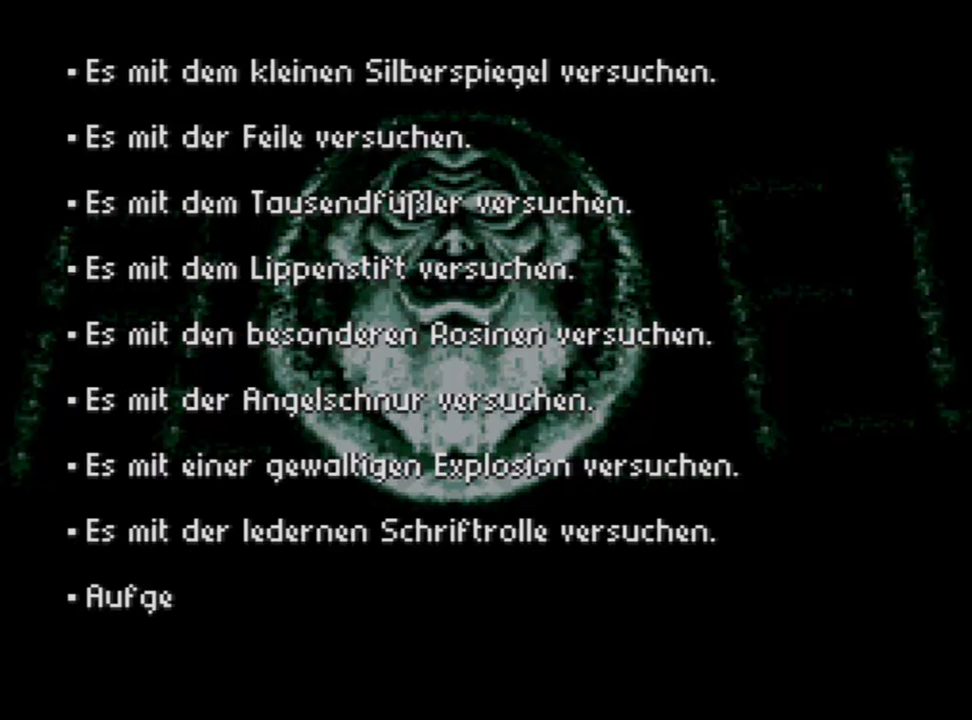 ▪ Es mit dem kleinen Silberspiegel versuchen.
▪ Es mit der Feile versuchen.
▪ Es mit dem Tausendfüßler versuchen.
▪ Es mit dem Lippenstift versuchen.
▪ Es mit den besonderen Rosinen versuchen.
▪ Es mit der Angelschnur versuchen.
▪ Es mit einer gewaltigen Explosion versuchen.
▪ Es mit der ledernen Schriftrolle versuchen.
▪ Aufge